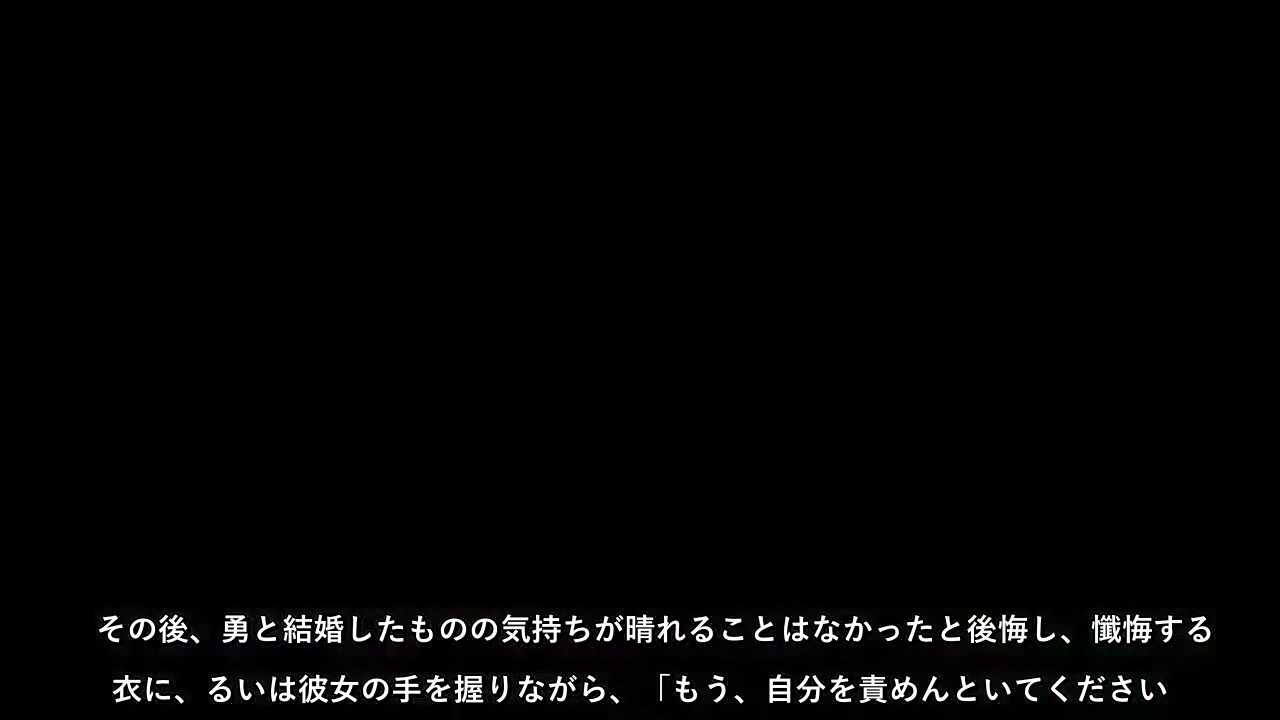 その後、勇と結婚したものの気持ちが晴れることはなかったと後悔し、懺悔する
衣に、るいは彼女の手を握りながら、「もう、自分を責めんといてください